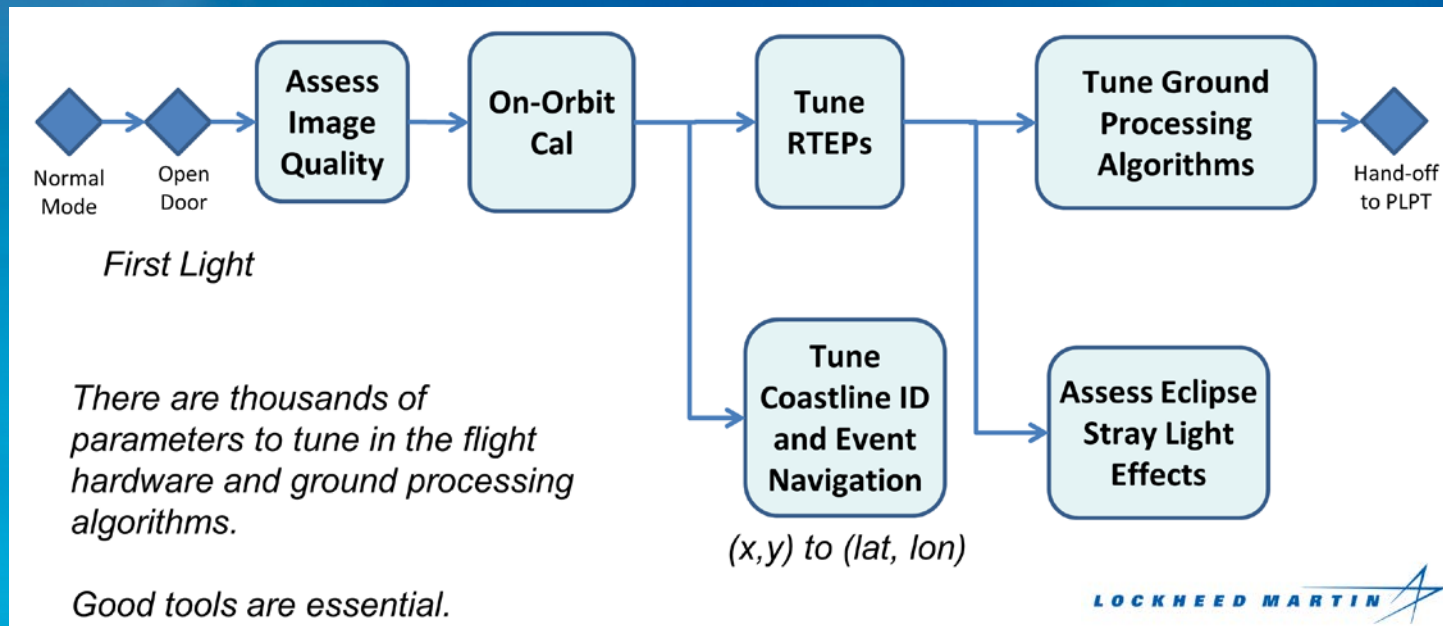 Normal
Mode
Open
Door
Assess
Image
Quality
On-Orbit
Cal
Tune
RTEPs
Tune Ground
Processing
Algorithms
Hand-off
to PLPT
First Light
Tune
Coastline ID
and Event
Navigation
Assess Eclipse
Stray Light
Effects
(x,y) to (lat, lon)
There are thousands of
parameters to tune in the flight
hardware and ground processing
algorithms.
Good tools are essential.
LOCKHEED MARTIN